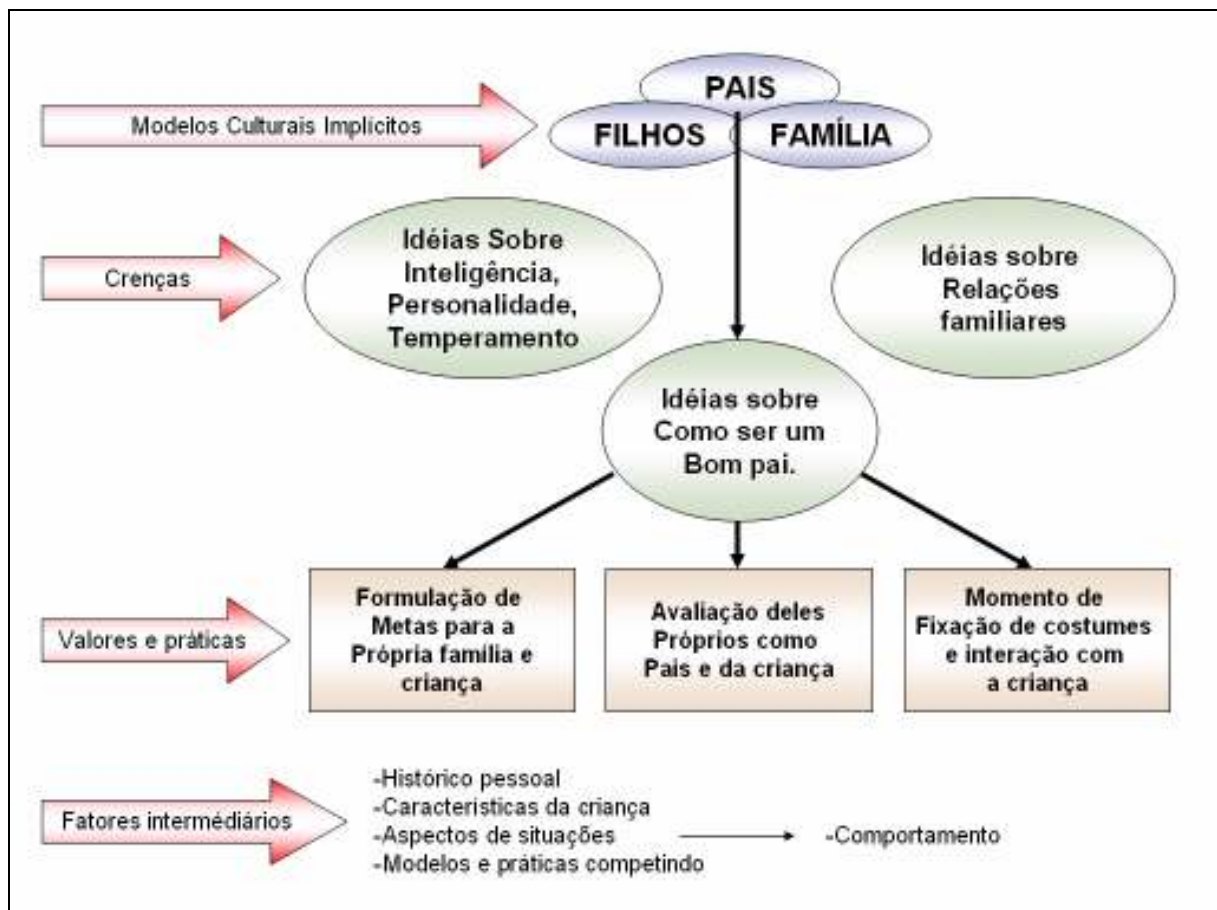 PAIS
Modelos Culturais Implícitos
FILHOS
FAMÍLIA
Crenças
Idéias Sobre
Inteligência,
Personalidade,
Temperamento
Idéias sobre
Relações
familiares
Idéias sobre
Como ser um
Bom pai.
Valores e práticas
Formulação de
Metas para a
Própria família e
criança
Avaliação deles
Próprios como
Pais e da criança
Momento de
Fixação de costumes
e interação com
a criança
Fatores intermédiários
-Histórico pessoal
-Características da criança
-Aspectos de situações
-Modelos e práticas competindo
-Comportamento